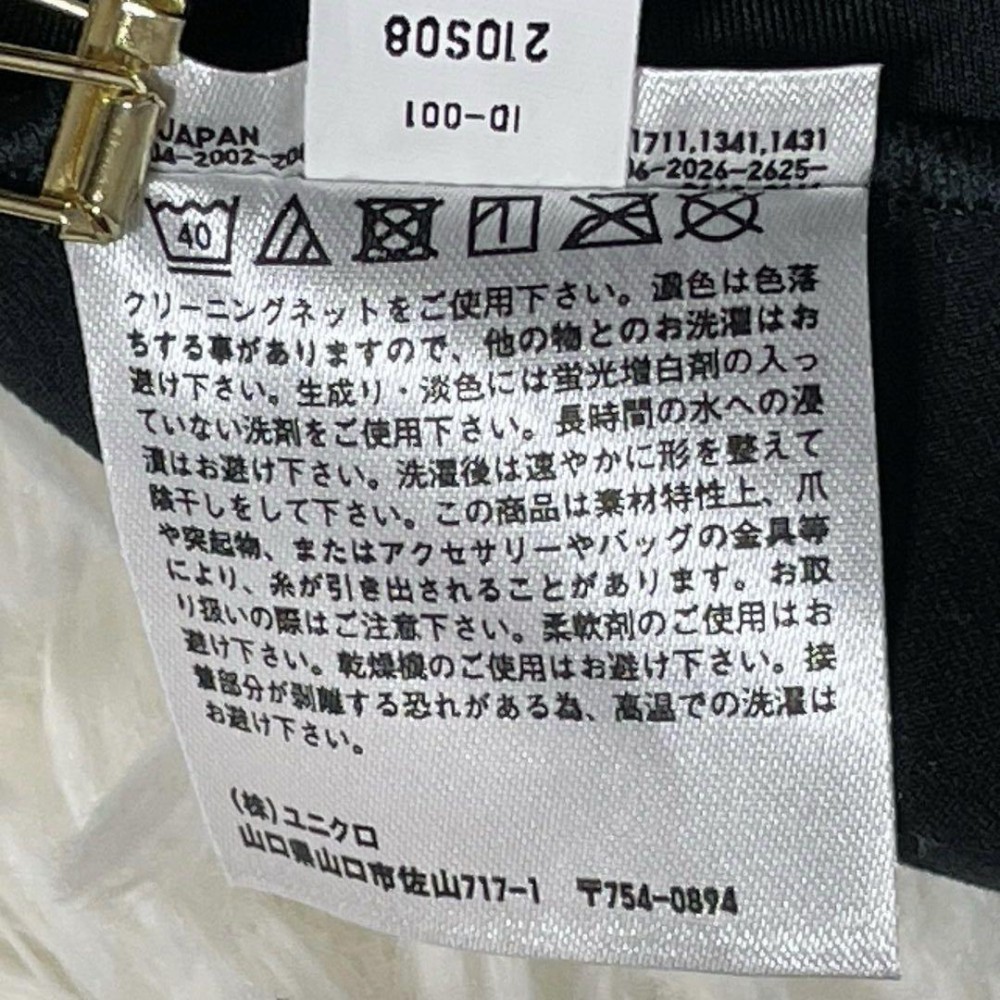 210S08
ID-001
JAPAN
1711,1341,1431
04-2002-200
6-2026-2625-
40
クリーニングネットをご使用下さい。濃色は色落
ちする事がありますので、他の物とのお洗濯はお
避け下さい。生成り・淡色には蛍光増白剤の入っ
ていない洗剤をご使用下さい。長時間の水への浸
漬はお避け下さい。洗濯後は速やかに形を整えて
陰干しをして下さい。この商品は素材特性上、爪
や突起物、またはアクセサリーやバッグの金具等
により、糸が引き出されることがあります。お取
り扱いの際はご注意下さい。柔軟剤のご使用はお
避け下さい。乾燥機のご使用はお避け下さい。接
着部分が剥離する恐れがある為、高温での洗濯は
お避け下さい。
(株)ユニクロ
山口県山口市佐山717-1 〒754-0894